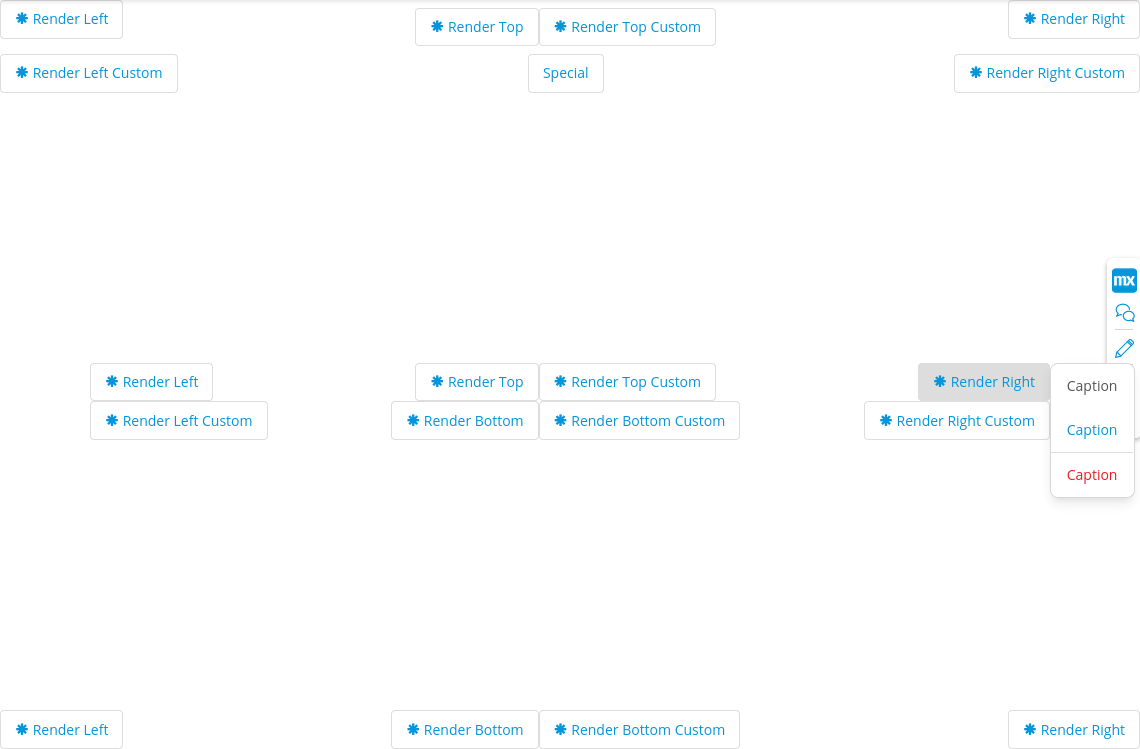 Render Left
Render Top
Render Top Custom
Render Right
Render Left Custom
Special
Render Right Custom
mx
Render Left
Render Top
Render Top Custom
Render Right
Caption
Render Left Custom
Render Bottom
Render Bottom Custom
Render Right Custom
Caption
Caption
Render Left
Render Bottom
Render Bottom Custom
Render Right